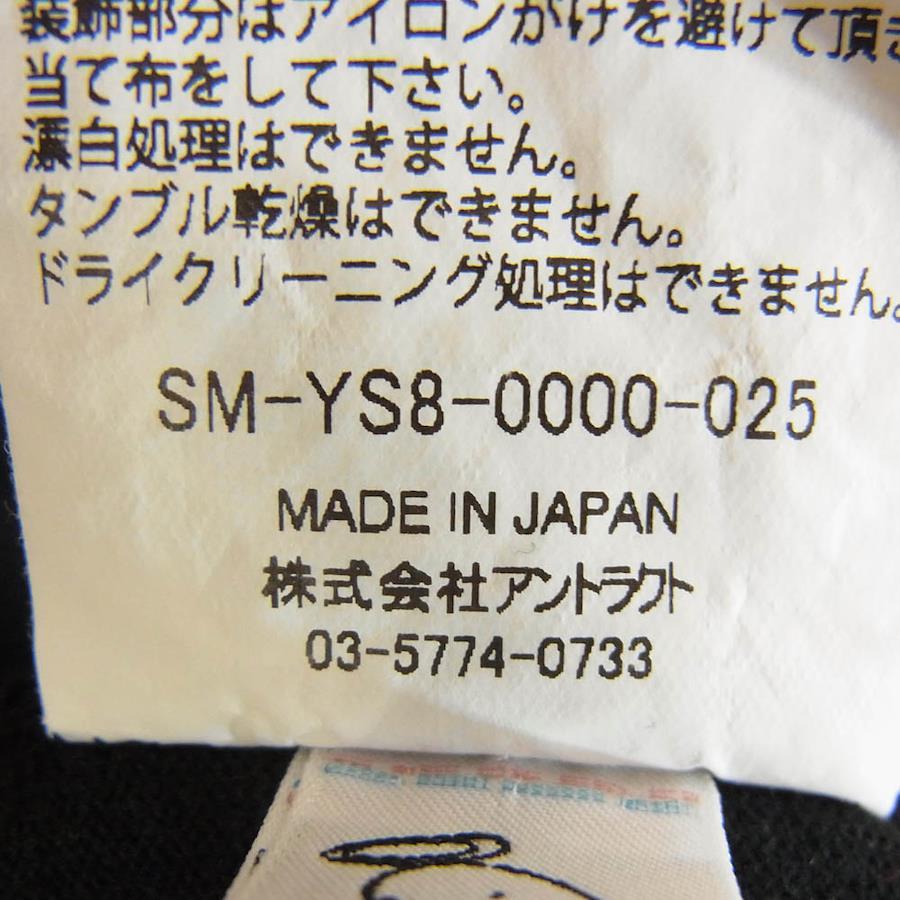 装飾部分はアイロンがけを避けて頂き
当て布をして下さい。
漂白処理はできません。
タンブル乾燥はできません。
ドライクリーニング処理はできません。
SM-YS8-0000-025
MADE IN JAPAN
株式会社アントラクト
03-5774-0733